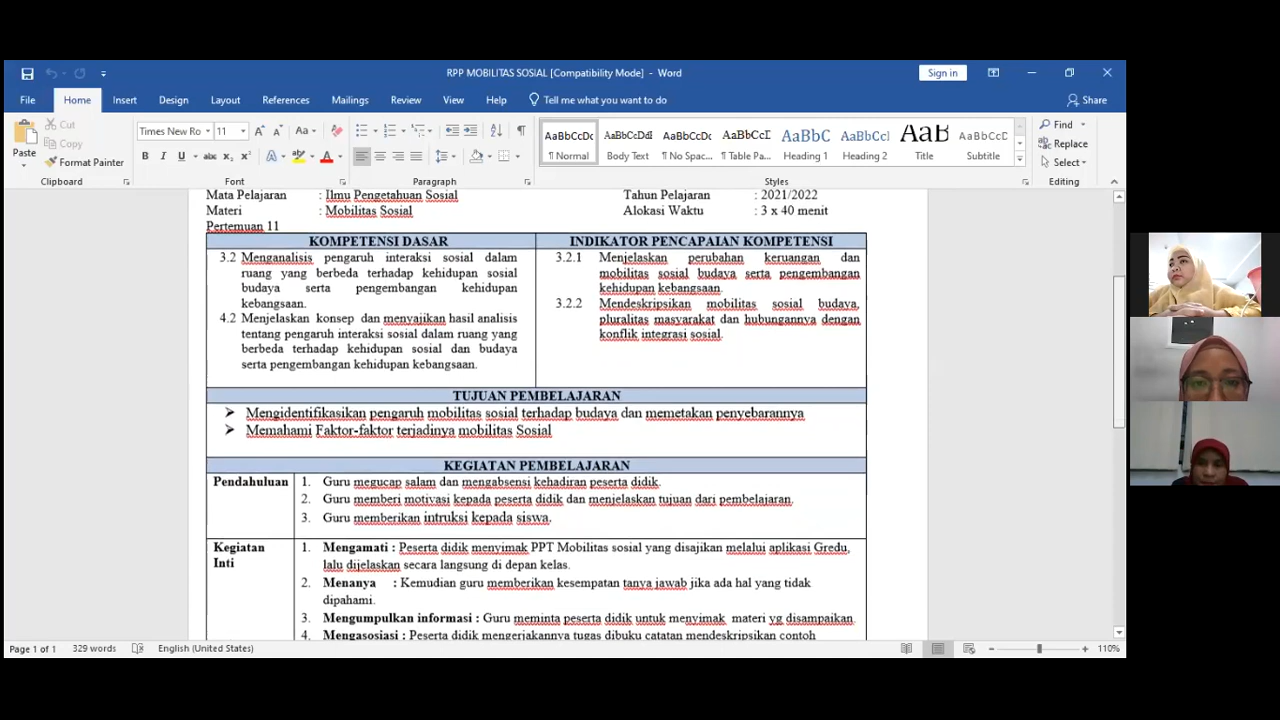 RPP MOBILITAS SOSIAL [Compatibility Mode] - Word
Sign in
File Home Insert Design Layout References Mailings Review View Help Tell me what you want to do Share
Paste
Cut
Copy
Format Painter
Clipboard
Times New Ro 11
Font
Paragraph
AaBbCcDc AaBbCcDdI AaBbCcDc AaBbCcD AaBbC AaBbCcI AaB AaBbCcD
¶ Normal Body Text ¶ No Spac... ¶ Table Pa... Heading 1 Heading 2 Title Subtitle
Styles
Find
Replace
Select
Editing
Mata Pelajaran : Ilmu Pengetahuan Sosial Tahun Pelajaran : 2021/2022
Materi : Mobilitas Sosial Alokasi Waktu : 3 x 40 menit
Pertemuan 11
KOMPETENSI DASAR
3.2 Menganalisis pengaruh interaksi sosial dalam
ruang yang berbeda terhadap kehidupan sosial
budaya serta pengembangan kehidupan
kebangsaan.
4.2 Menjelaskan konsep dan menyajikan hasil analisis
tentang pengaruh interaksi sosial dalam ruang yang
berbeda terhadap kehidupan sosial dan budaya
serta pengembangan kehidupan kebangsaan.
INDIKATOR PENCAPAIAN KOMPETENSI
3.2.1 Menjelaskan perubahan keruangan dan
mobilitas sosial budaya serta pengembangan
kehidupan kebangsaan.
3.2.2 Mendeskripsikan mobilitas sosial budaya,
pluralitas masyarakat dan hubungannya dengan
konflik integrasi sosial.
TUJUAN PEMBELAJARAN
➢ Mengidentifikasikan pengaruh mobilitas sosial terhadap budaya dan memetakan penyebarannya
➢ Memahami Faktor-faktor terjadinya mobilitas Sosial
KEGIATAN PEMBELAJARAN
Pendahuluan
1. Guru megucap salam dan mengabsensi kehadiran peserta didik.
2. Guru memberi motivasi kepada peserta didik dan menjelaskan tujuan dari pembelajaran.
3. Guru memberikan intruksi kepada siswa.
Kegiatan
Inti
1. Mengamati : Peserta didik menyimak PPT Mobilitas sosial yang disajikan melalui aplikasi Gredu,
lalu dijelaskan secara langsung di depan kelas.
2. Menanya : Kemudian guru memberikan kesempatan tanya jawab jika ada hal yang tidak
dipahami.
3. Mengumpulkan informasi : Guru meminta peserta didik untuk menyimak materi yg disampaikan.
4. Mengasosiasi : Peserta didik mengerjakannya tugas dibuku catatan mendeskripsikan contoh
Page 1 of 1 329 words English (United States) 110%